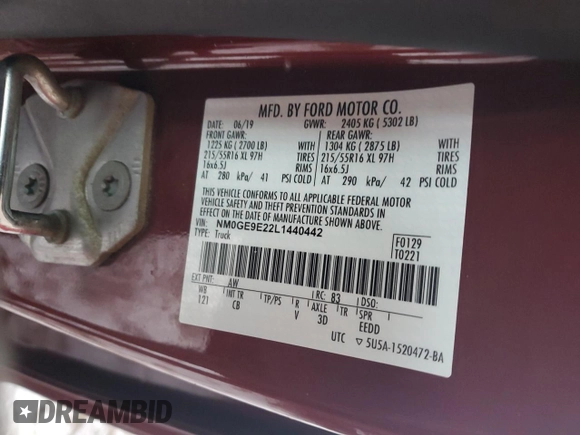 MFD. BY FORD MOTOR CO.
DATE: 06/19 GVWR: 2405 KG ( 5302 LB)
FRONT GAWR: REAR GAWR:
1225 KG ( 2700 LB) WITH 1304 KG ( 2875 LB) WITH
215/55R16 XL 97H TIRES 215/55R16 XL 97H TIRES
16x6.5J RIMS 16x6.5J RIMS
AT 280 kPa/ 41 PSI COLD AT 290 kPa/ 42 PSI COLD
THIS VEHICLE CONFORMS TO ALL APPLICABLE FEDERAL MOTOR
VEHICLE SAFETY AND THEFT PREVENTION STANDARDS IN
EFFECT ON THE DATE OF MANUFACTURE SHOWN ABOVE.
VIN: NM0GE9E22L1440442
TYPE: Truck
F0129
T0221
EXT PNT: AW RC: 83 DSO:
WB INT TR TP/PS R AXLE TR SPR
121 CB V 3D EEDD
UTC ▽ 5U5A-1520472-BA
DREAMBID